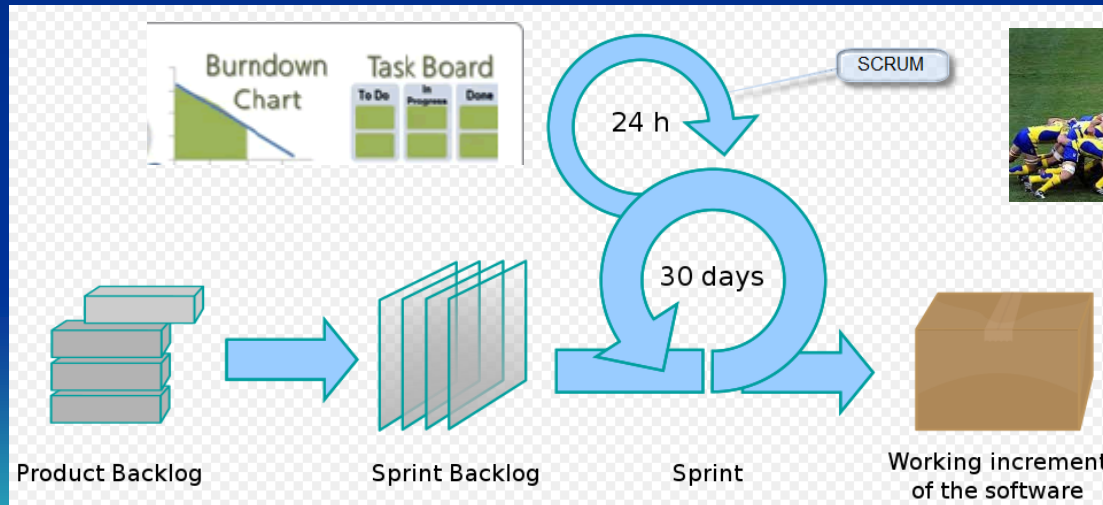 Burndown
Chart
Task Board
To Do
In
Progress
Done
SCRUM
24 h
30 days
Product Backlog
Sprint Backlog
Sprint
Working increment
of the software